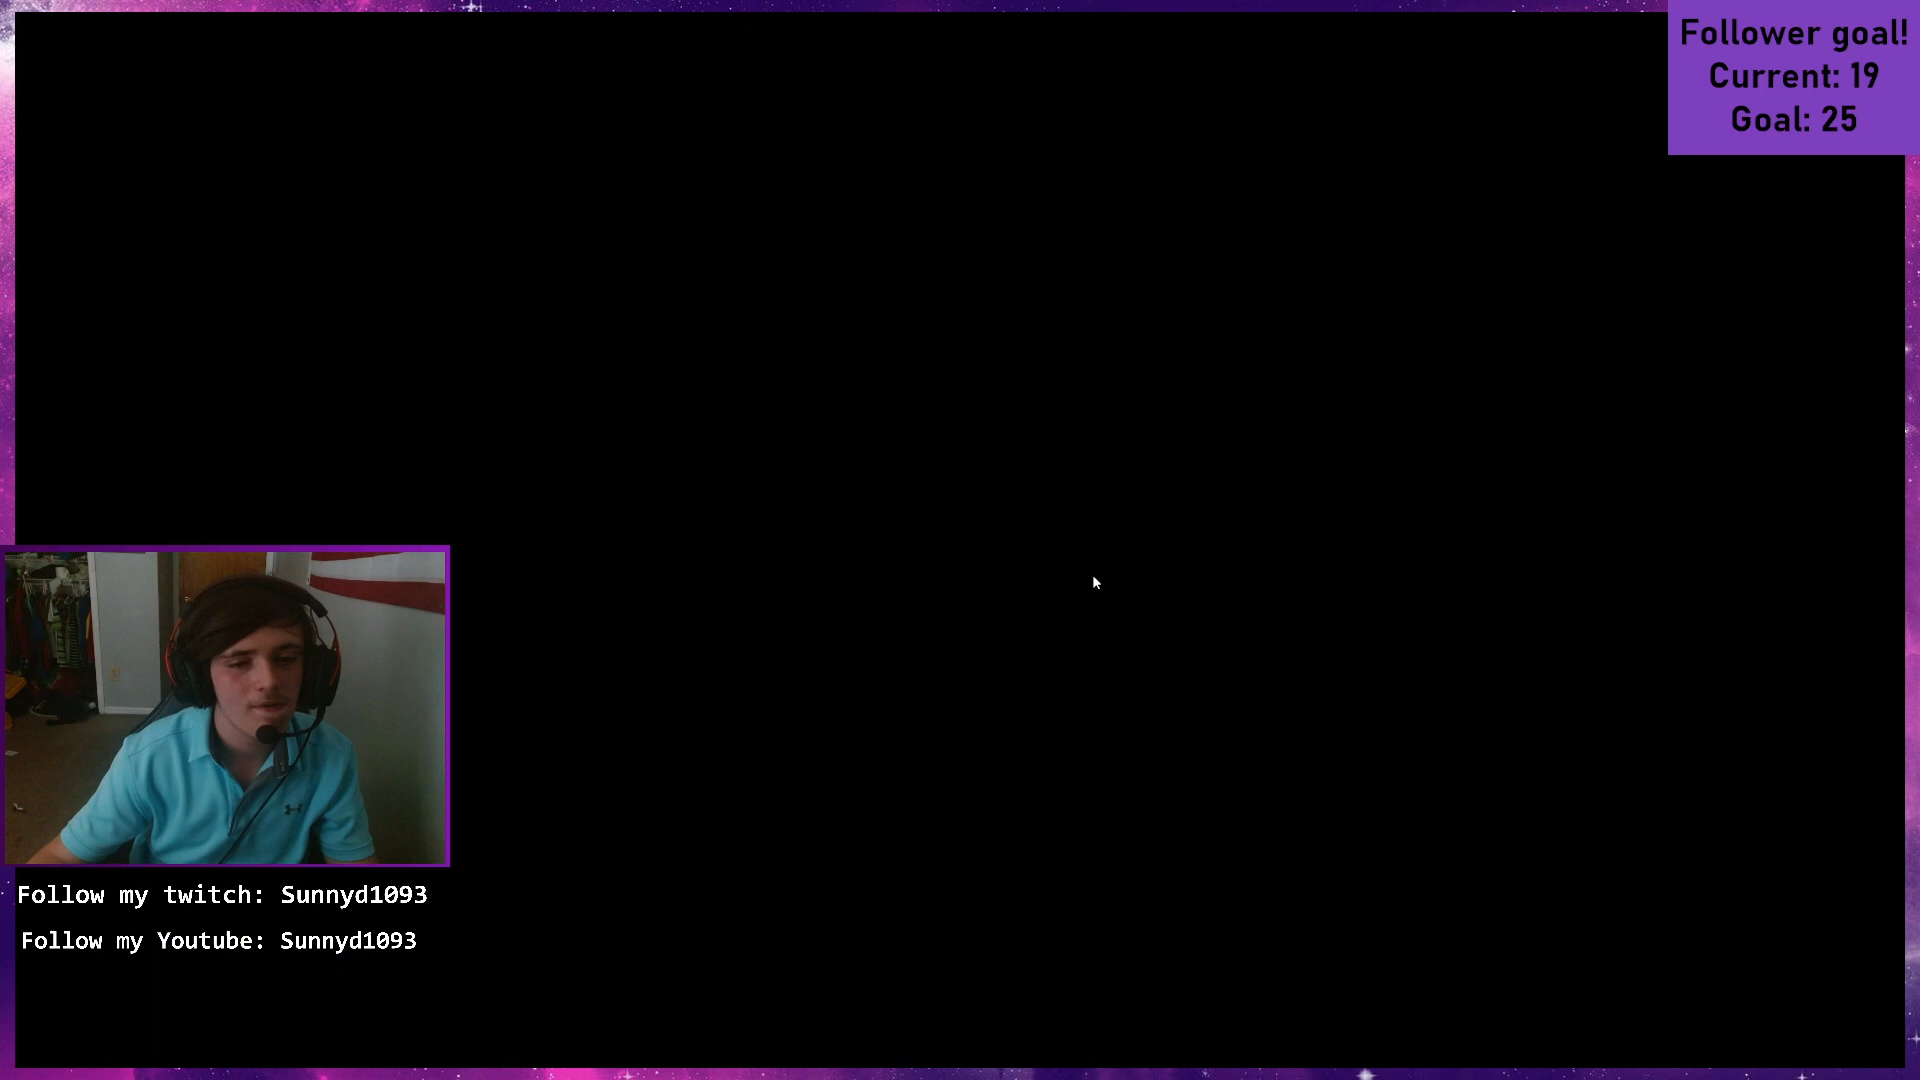 Follower goal!
Current: 19
Goal: 25
Follow my twitch: Sunnyd1093
Follow my Youtube: Sunnyd1093